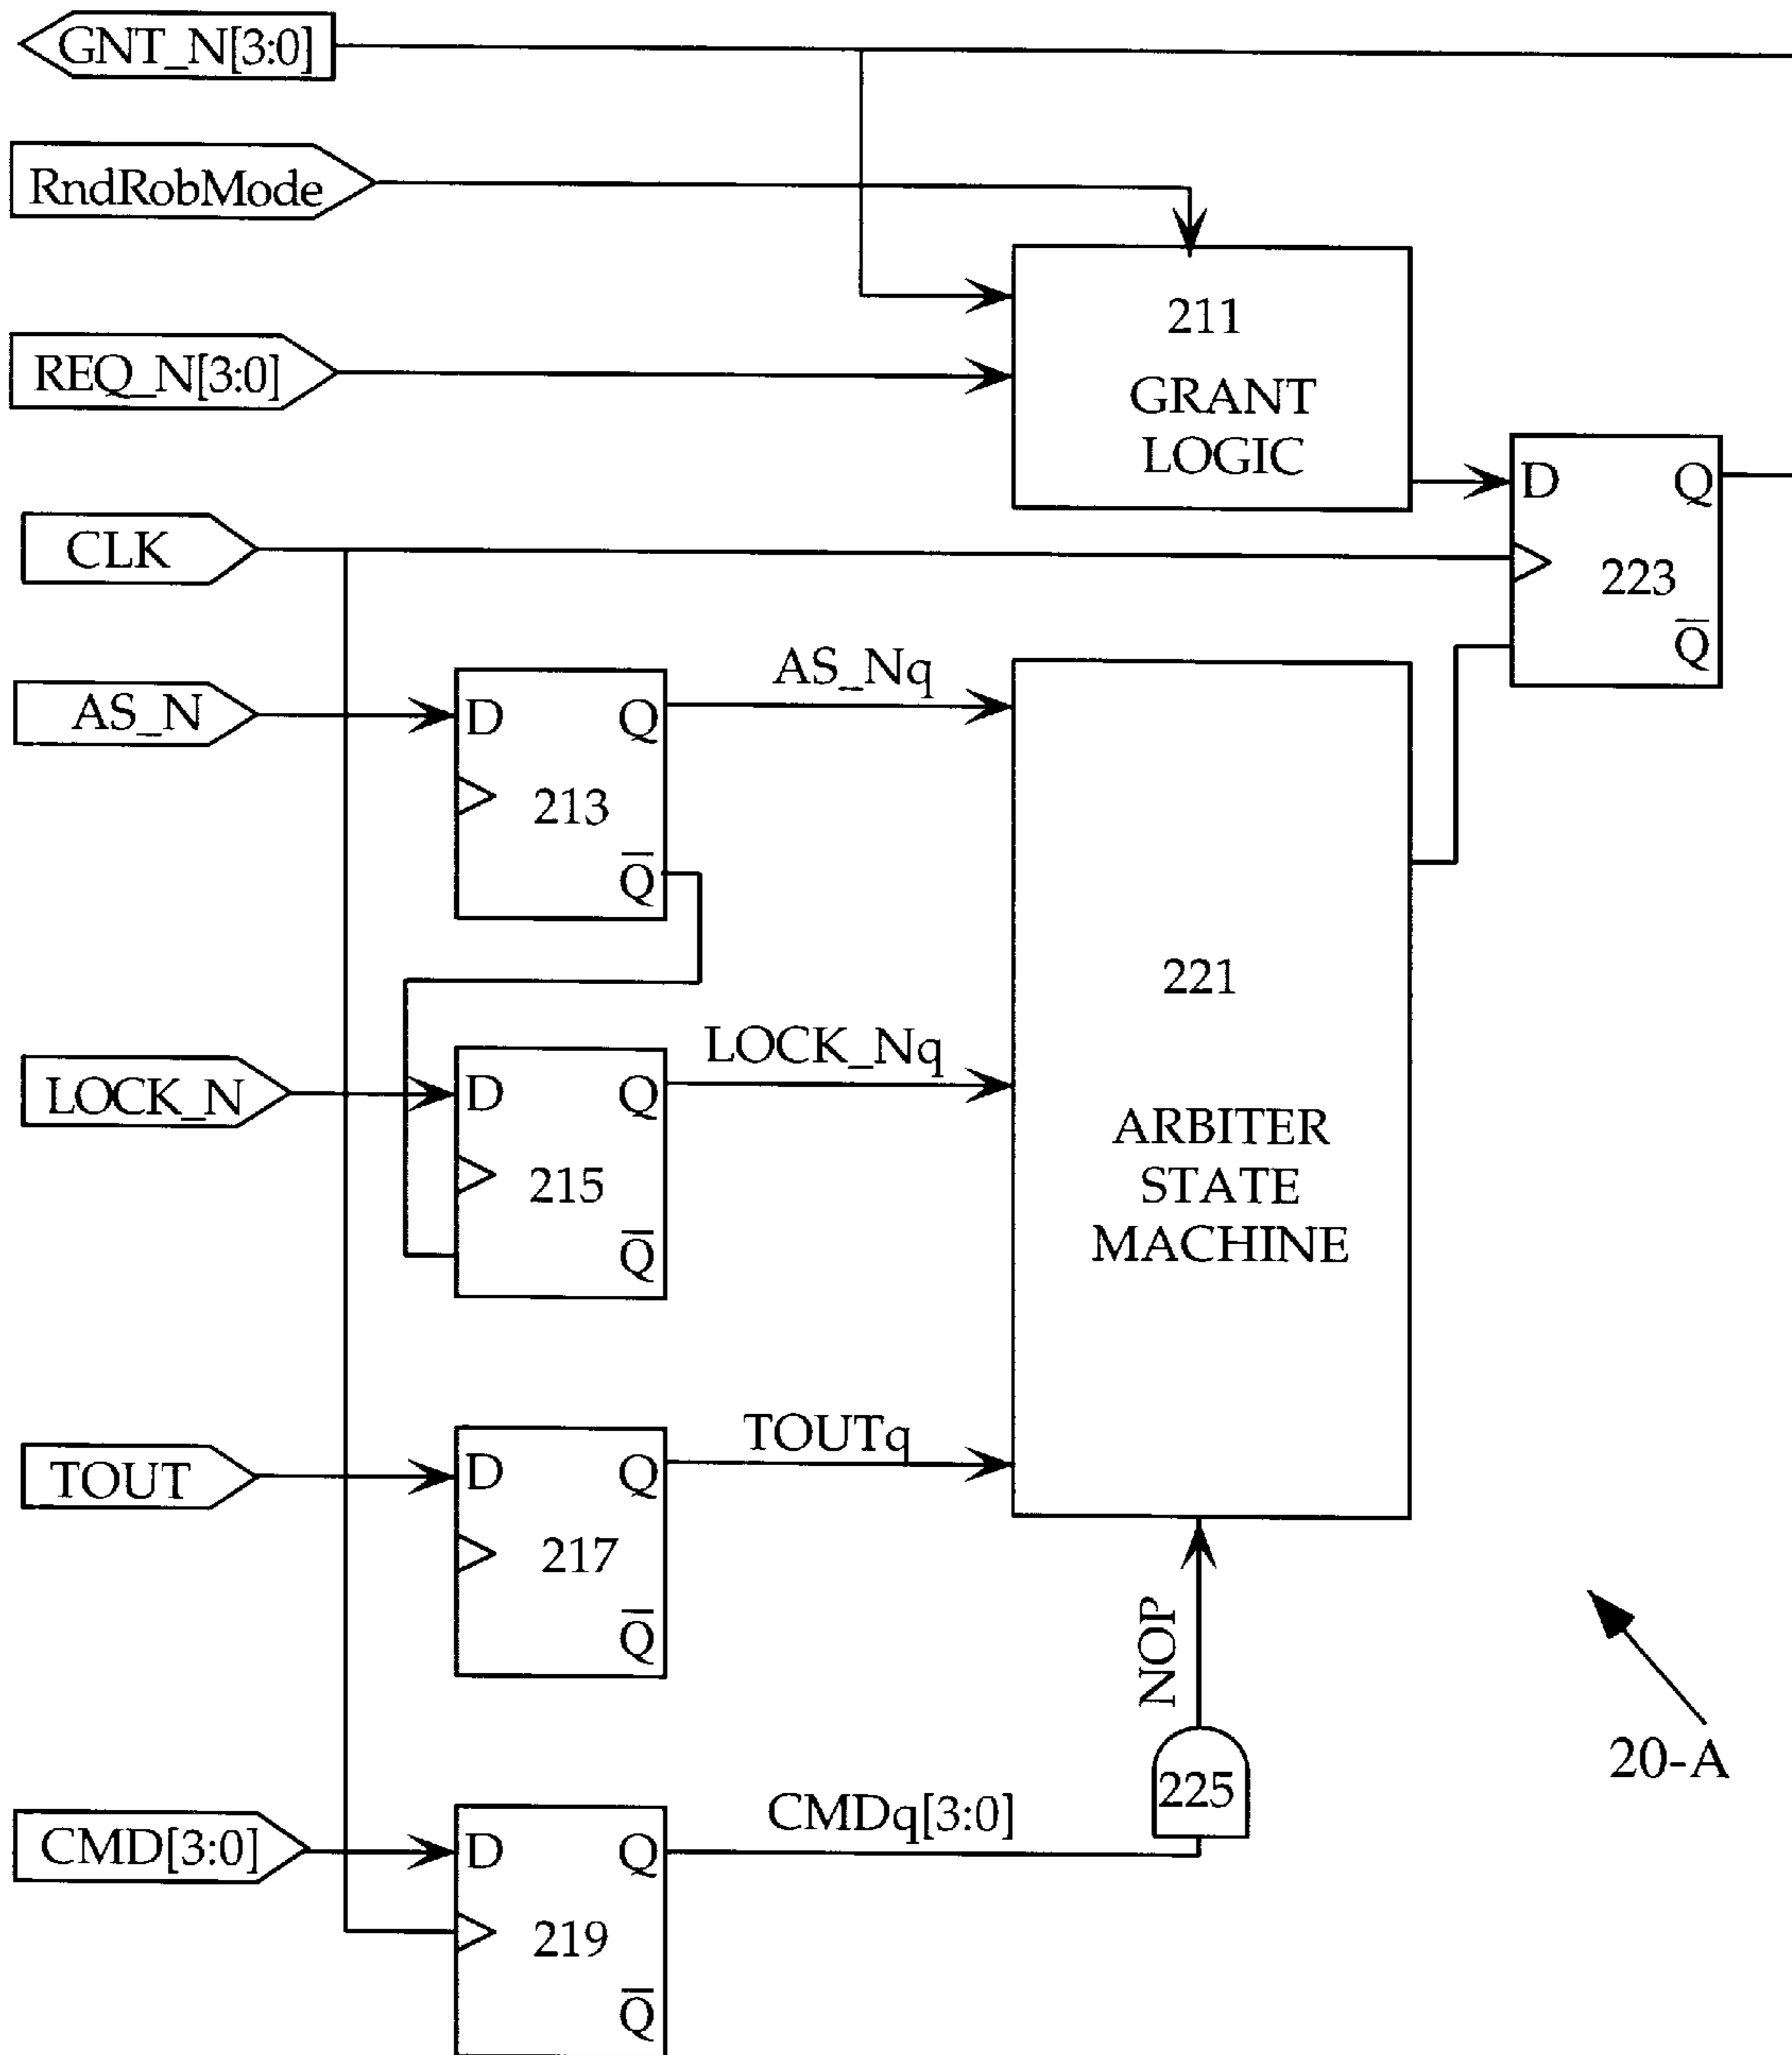 GNT_N[3:0]
RndRobMode
REQ_N[3:0]
211
GRANT
LOGIC
CLK
D Q
223
Q̅
AS_N
D Q
213
Q̅
AS_Nq
LOCK_N
D Q
215
Q̅
LOCK_Nq
221
ARBITER
STATE
MACHINE
TOUT
D Q
217
Q̅
TOUTq
NOP
225
20-A
CMD[3:0]
D Q
219
Q̅
CMDq[3:0]